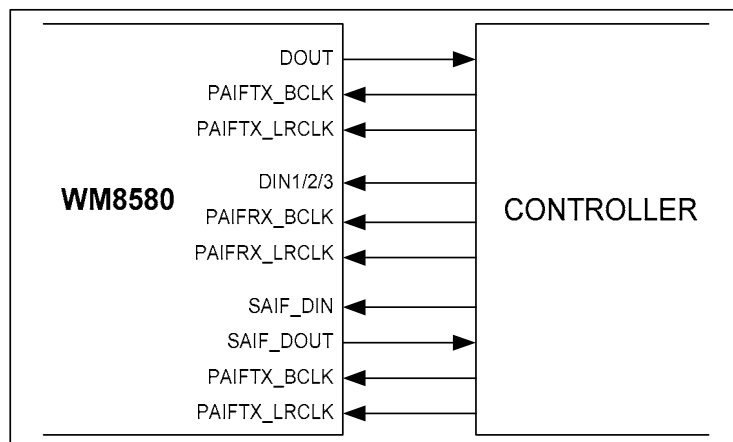 DOUT
PAIFTX_BCLK
PAIFTX_LRCLK
DIN1/2/3
WM8580
PAIFRX_BCLK
CONTROLLER
PAIFRX_LRCLK
SAIF_DIN
SAIF_DOUT
PAIFTX_BCLK
PAIFTX_LRCLK